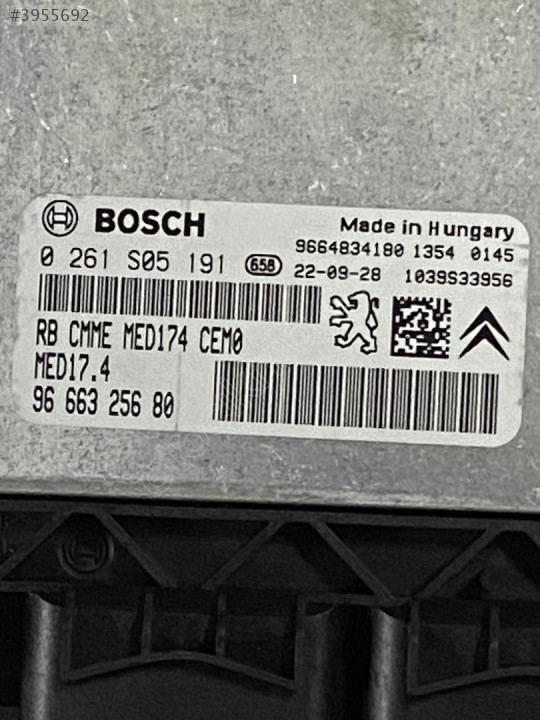 #3955692
BOSCH
Made in Hungary
9664834180 1354 0145
0 261 S05 191 658 22-09-28 1039S33956
RB CMME MED174 CEM0
MED17.4
96 663 256 80